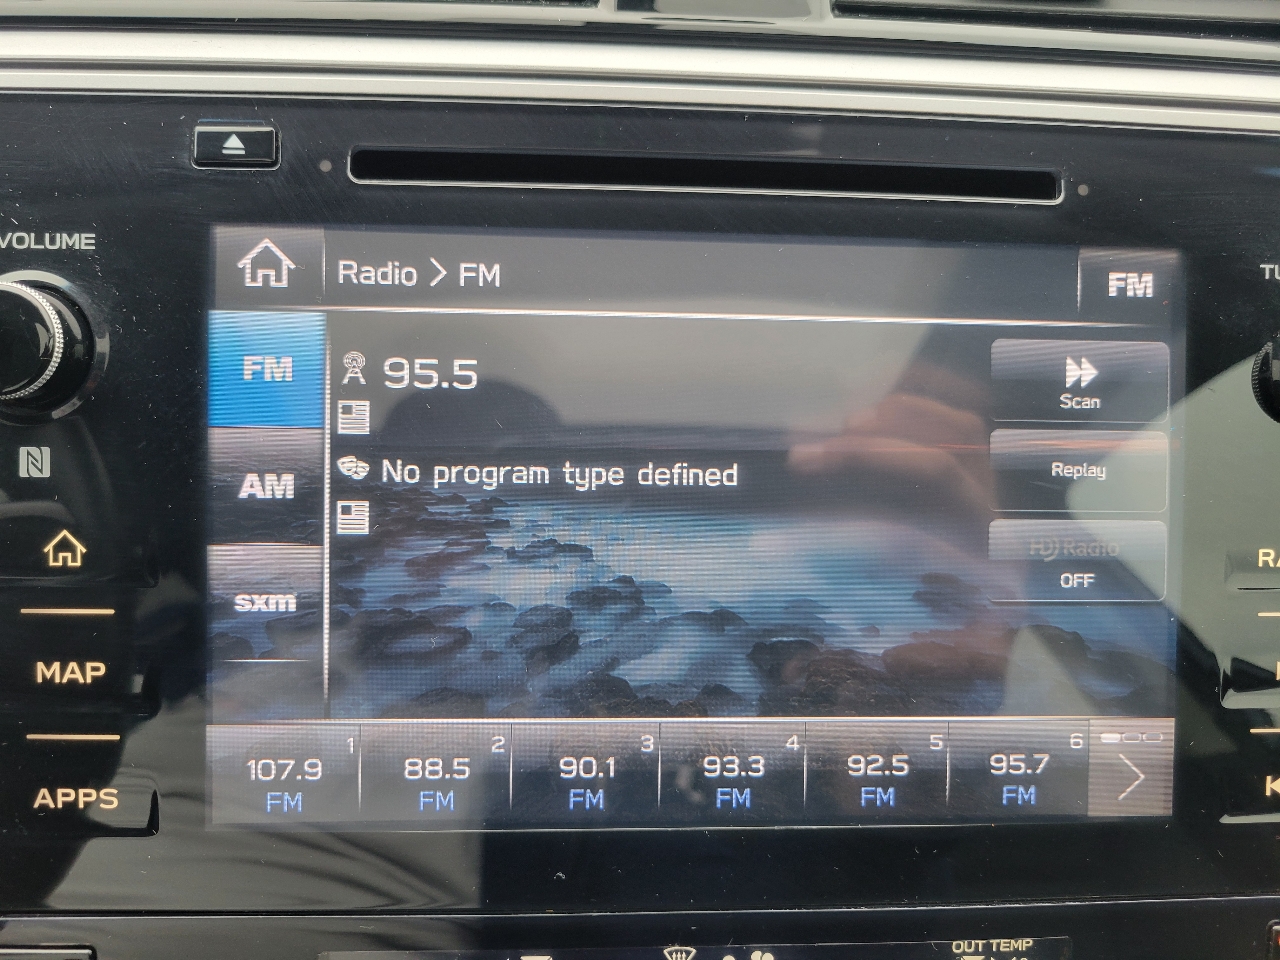 VOLUME
Radio > FM
FM
FM
95.5
Scan
AM
No program type defined
Replay
sxm
HD Radio
OFF
MAP
APPS
1
107.9
FM
2
88.5
FM
3
90.1
FM
4
93.3
FM
5
92.5
FM
6
95.7
FM
OUT TEMP